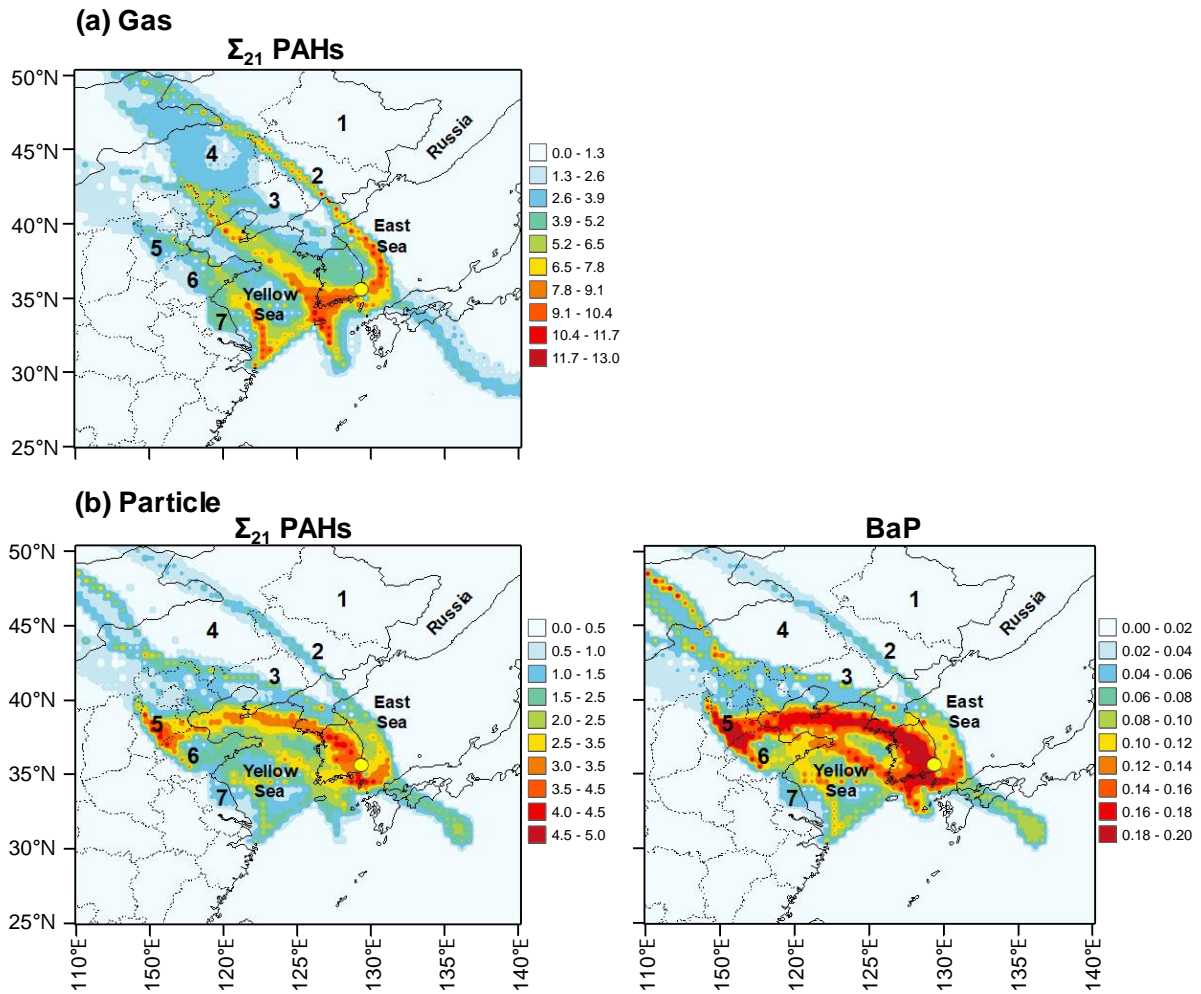 (a) Gas
Σ21 PAHs
50°N
45°N
40°N
35°N
30°N
25°N
1
2
3
4
5
6
7
Russia
East
Sea
Yellow
Sea
0.0 - 1.3
1.3 - 2.6
2.6 - 3.9
3.9 - 5.2
5.2 - 6.5
6.5 - 7.8
7.8 - 9.1
9.1 - 10.4
10.4 - 11.7
11.7 - 13.0
(b) Particle
Σ21 PAHs
50°N
45°N
40°N
35°N
30°N
25°N
1
2
3
4
5
6
7
Russia
East
Sea
Yellow
Sea
110°E
150°E
120°E
125°E
130°E
135°E
140°E
0.0 - 0.5
0.5 - 1.0
1.0 - 1.5
1.5 - 2.5
2.0 - 2.5
2.5 - 3.5
3.0 - 3.5
3.5 - 4.5
4.0 - 4.5
4.5 - 5.0
BaP
1
2
3
4
5
6
7
Russia
East
Sea
Yellow
Sea
110°E
150°E
120°E
125°E
130°E
135°E
140°E
0.00 - 0.02
0.02 - 0.04
0.04 - 0.06
0.06 - 0.08
0.08 - 0.10
0.10 - 0.12
0.12 - 0.14
0.14 - 0.16
0.16 - 0.18
0.18 - 0.20